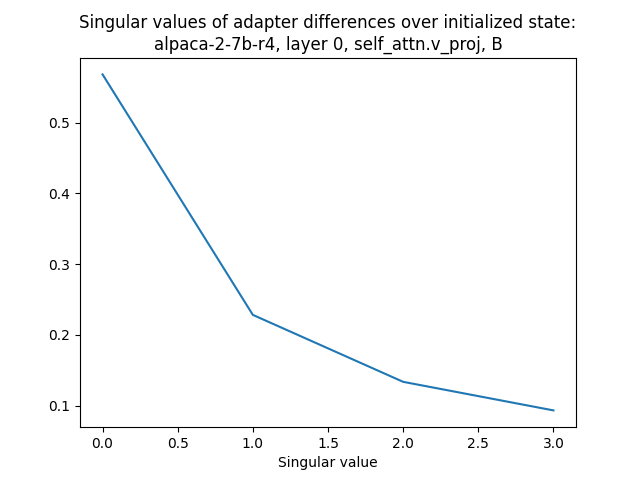 Singular values of adapter differences over initialized state:
alpaca-2-7b-r4, layer 0, self_attn.v_proj, B
0.5
0.4
0.3
0.2
0.1
0.0 0.5 1.0 1.5 2.0 2.5 3.0
Singular value